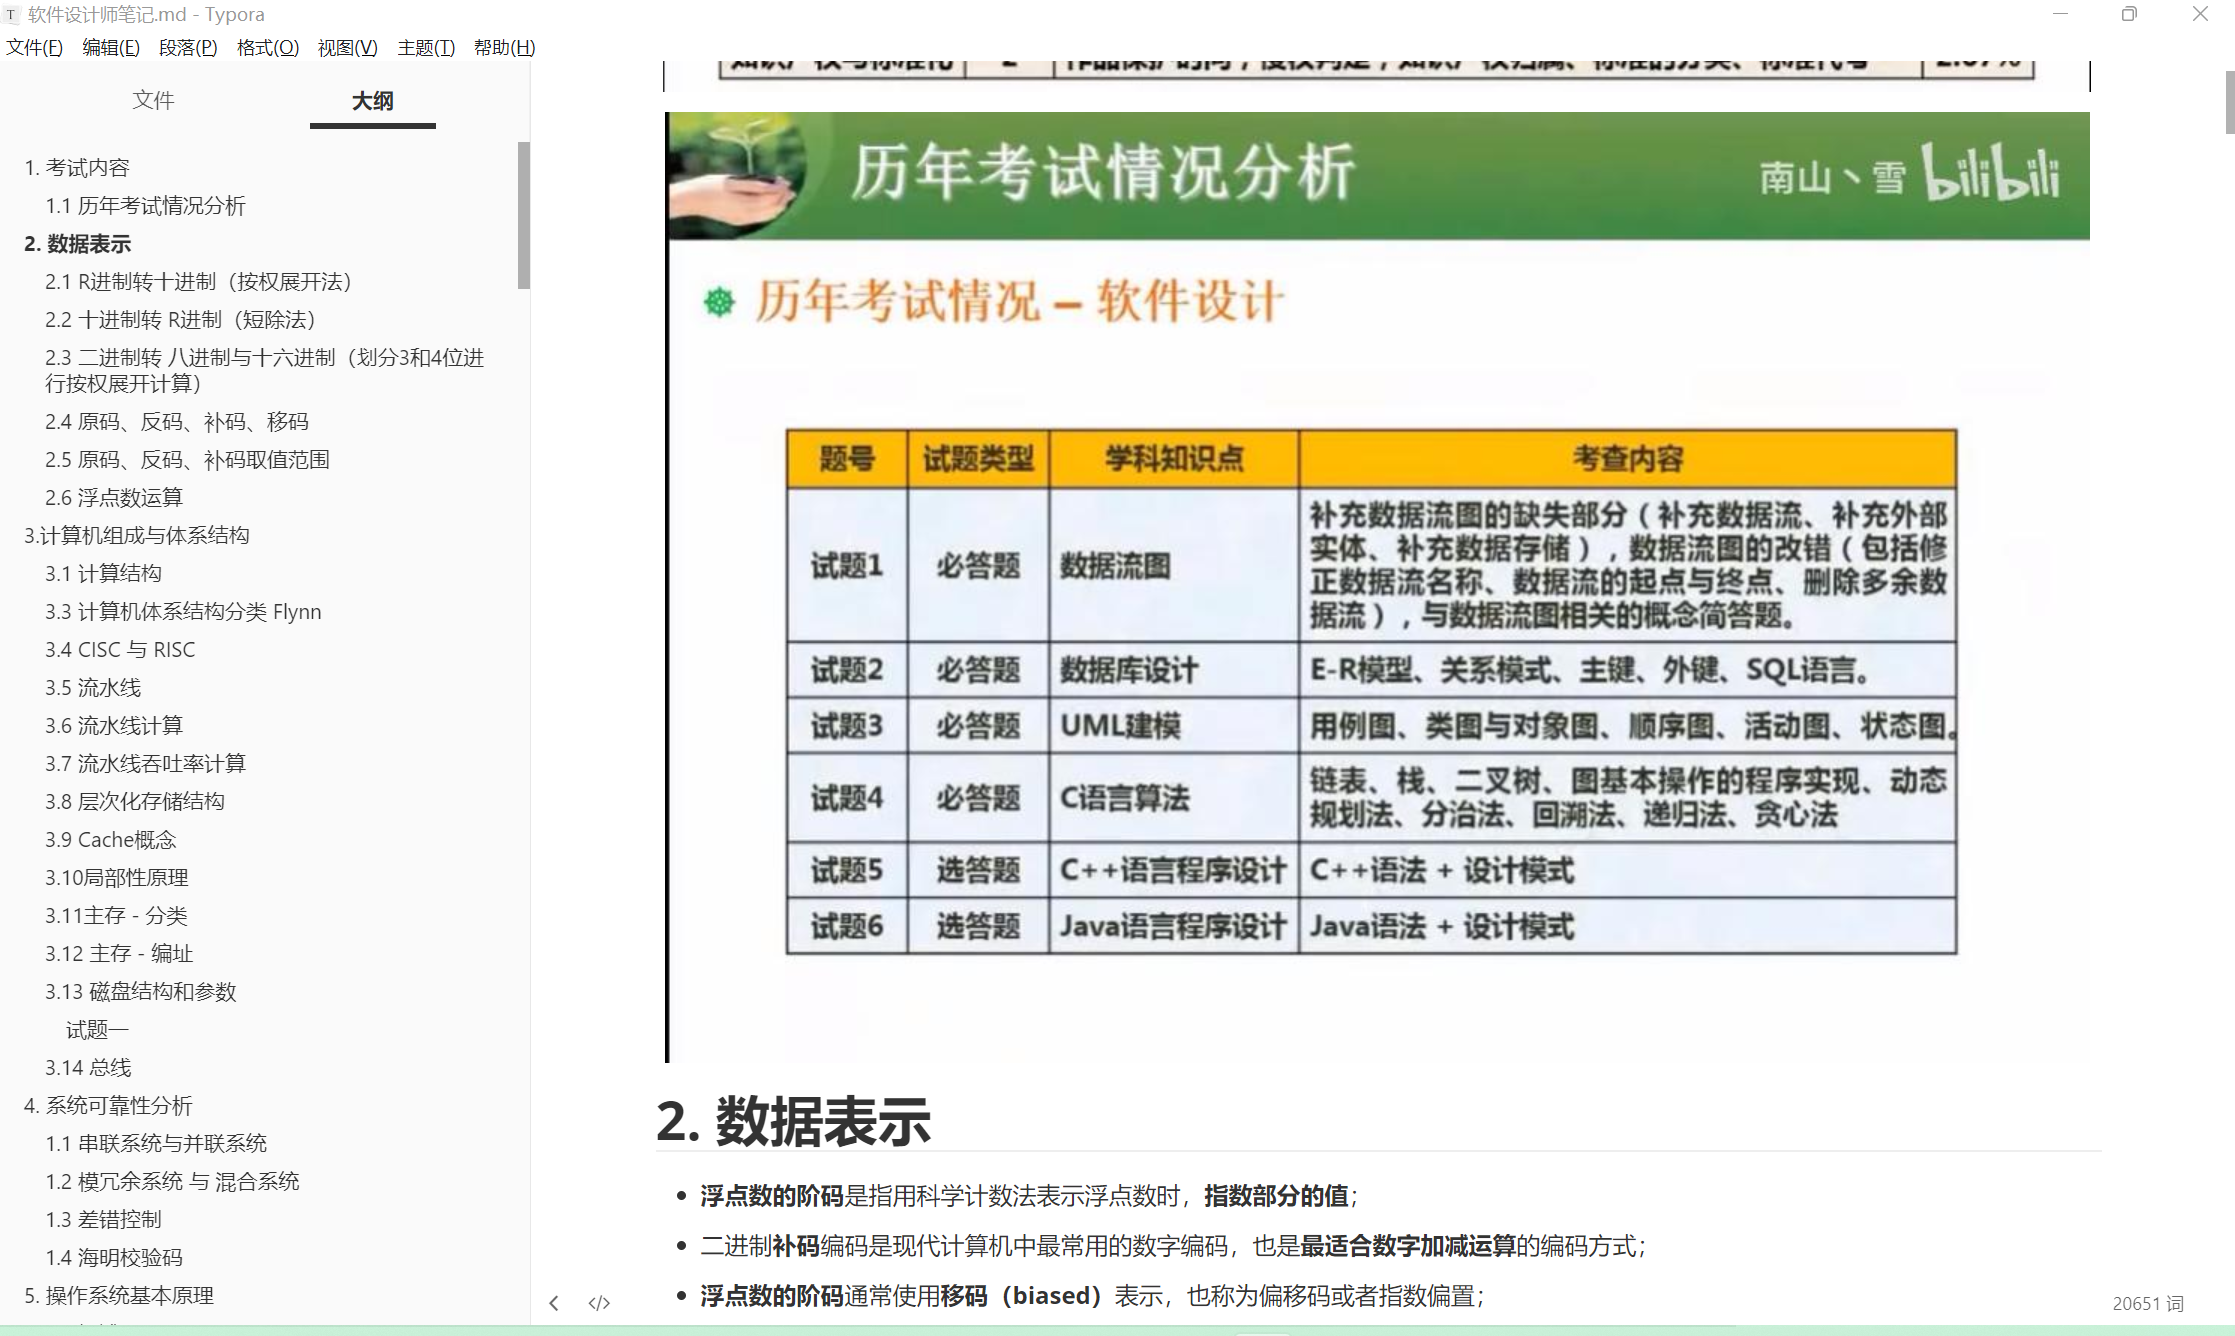 软件设计师笔记.md - Typora
文件(F) 编辑(E) 段落(P) 格式(O) 视图(V) 主题(T) 帮助(H)
文件 大纲
1. 考试内容
1.1 历年考试情况分析
2. 数据表示
2.1 R进制转十进制（按权展开法）
2.2 十进制转 R进制（短除法）
2.3 二进制转 八进制与十六进制（划分3和4位进
行按权展开计算）
2.4 原码、反码、补码、移码
2.5 原码、反码、补码取值范围
2.6 浮点数运算
3.计算机组成与体系结构
3.1 计算结构
3.3 计算机体系结构分类 Flynn
3.4 CISC 与 RISC
3.5 流水线
3.6 流水线计算
3.7 流水线吞吐率计算
3.8 层次化存储结构
3.9 Cache概念
3.10局部性原理
3.11主存 - 分类
3.12 主存 - 编址
3.13 磁盘结构和参数
试题一
3.14 总线
4. 系统可靠性分析
1.1 串联系统与并联系统
1.2 模冗余系统 与 混合系统
1.3 差错控制
1.4 海明校验码
5. 操作系统基本原理
历年考试情况分析
南山丶雪 bilibili
历年考试情况 – 软件设计
题号 试题类型 学科知识点 考查内容
试题1 必答题 数据流图 补充数据流图的缺失部分（补充数据流、补充外部
实体、补充数据存储），数据流图的改错（包括修
正数据流名称、数据流的起点与终点、删除多余数
据流），与数据流图相关的概念简答题。
试题2 必答题 数据库设计 E-R模型、关系模式、主键、外键、SQL语言。
试题3 必答题 UML建模 用例图、类图与对象图、顺序图、活动图、状态图。
试题4 必答题 C语言算法 链表、栈、二叉树、图基本操作的程序实现、动态
规划法、分治法、回溯法、递归法、贪心法
试题5 选答题 C++语言程序设计 C++语法 + 设计模式
试题6 选答题 Java语言程序设计 Java语法 + 设计模式
2. 数据表示
浮点数的阶码是指用科学计数法表示浮点数时，指数部分的值；
二进制补码编码是现代计算机中最常用的数字编码，也是最适合数字加减运算的编码方式；
浮点数的阶码通常使用移码（biased）表示，也称为偏移码或者指数偏置；
20651 词